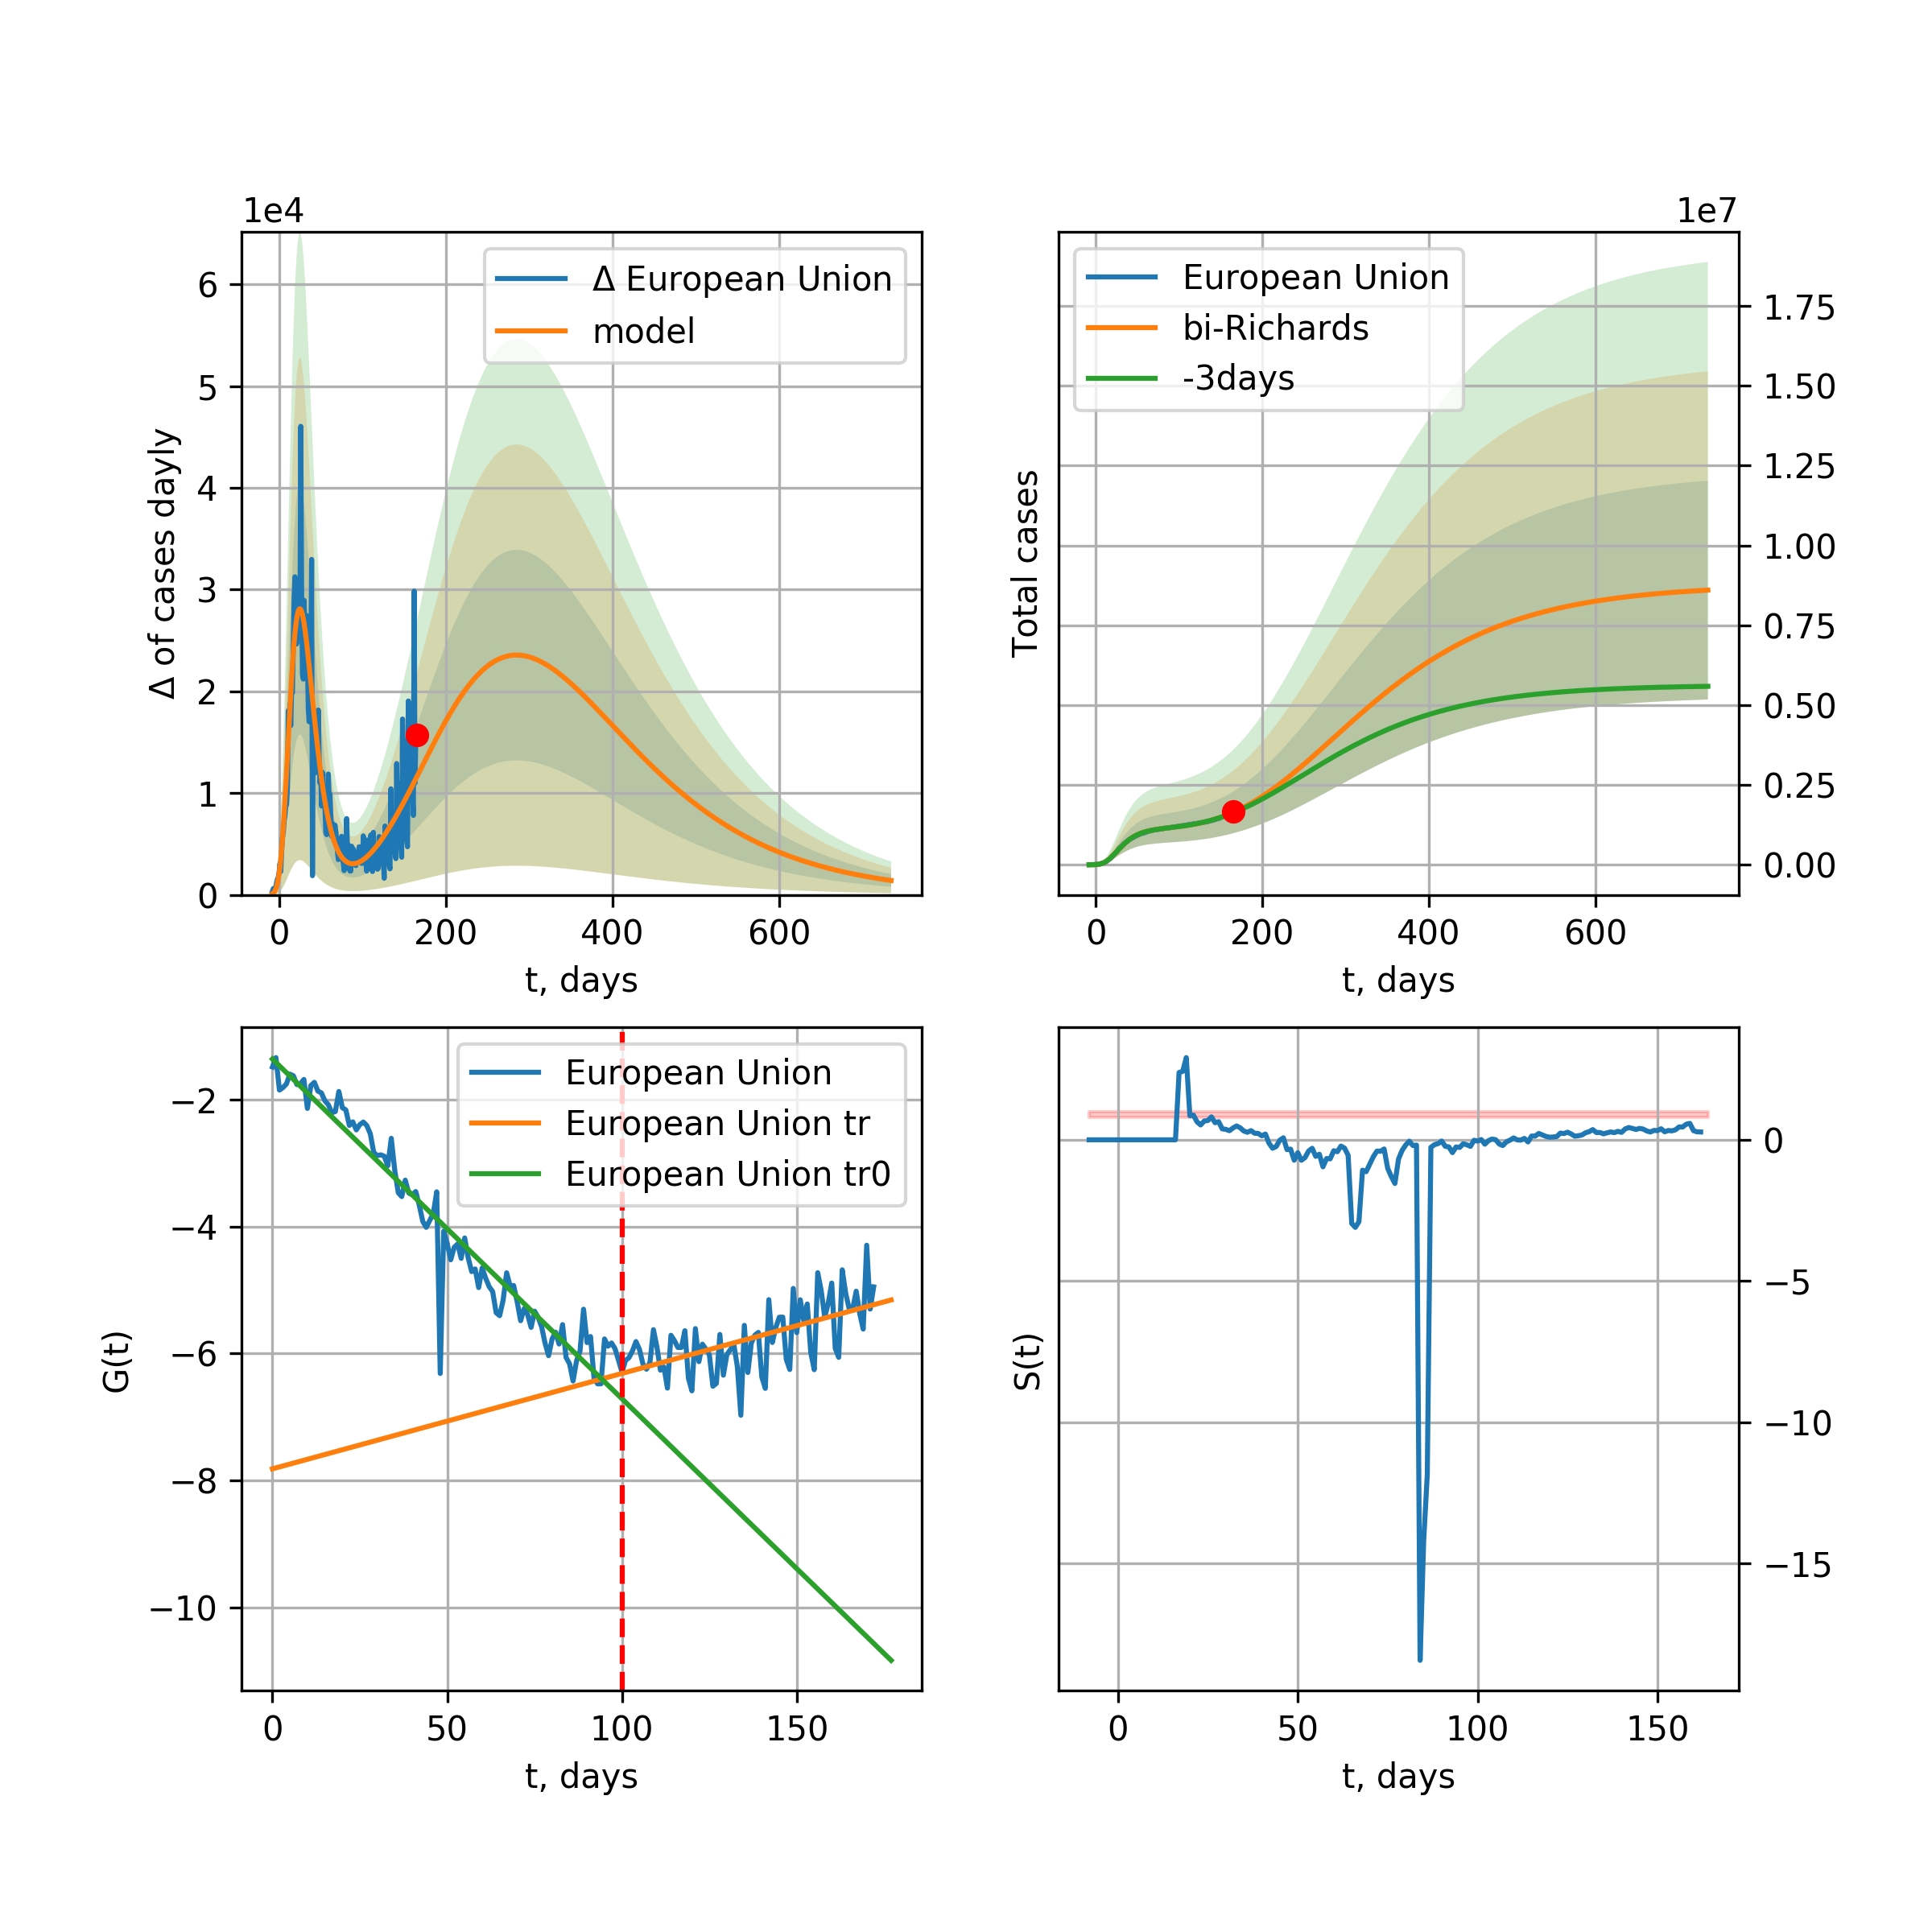 1e4
Δ European Union
model
6
5
4
3
2
1
0
Δ of cases dayly
0 200 400 600
t, days
1e7
European Union
bi-Richards
-3days
Total cases
1.75
1.50
1.25
1.00
0.75
0.50
0.25
0.00
0 200 400 600
t, days
European Union
European Union tr
European Union tr0
−2
−4
−6
−8
−10
G(t)
0 50 100 150
t, days
S(t)
0
−5
−10
−15
0 50 100 150
t, days